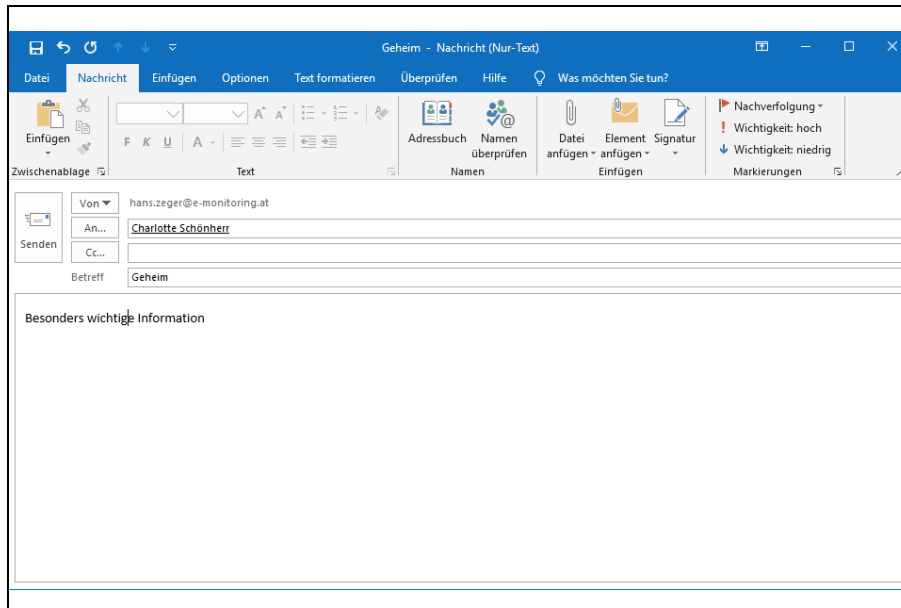 Geheim - Nachricht (Nur-Text)
Datei Nachricht Einfügen Optionen Text formatieren Überprüfen Hilfe Was möchten Sie tun?
Einfügen
F K U A
Adressbuch Namen überprüfen
Datei anfügen Element anfügen Signatur
Nachverfolgung
Wichtigkeit: hoch
Wichtigkeit: niedrig
Zwischenablage Text Namen Einfügen Markierungen
Von hans.zeger@e-monitoring.at
Senden
An... Charlotte Schönherr
Cc...
Betreff Geheim
Besonders wichtige Information